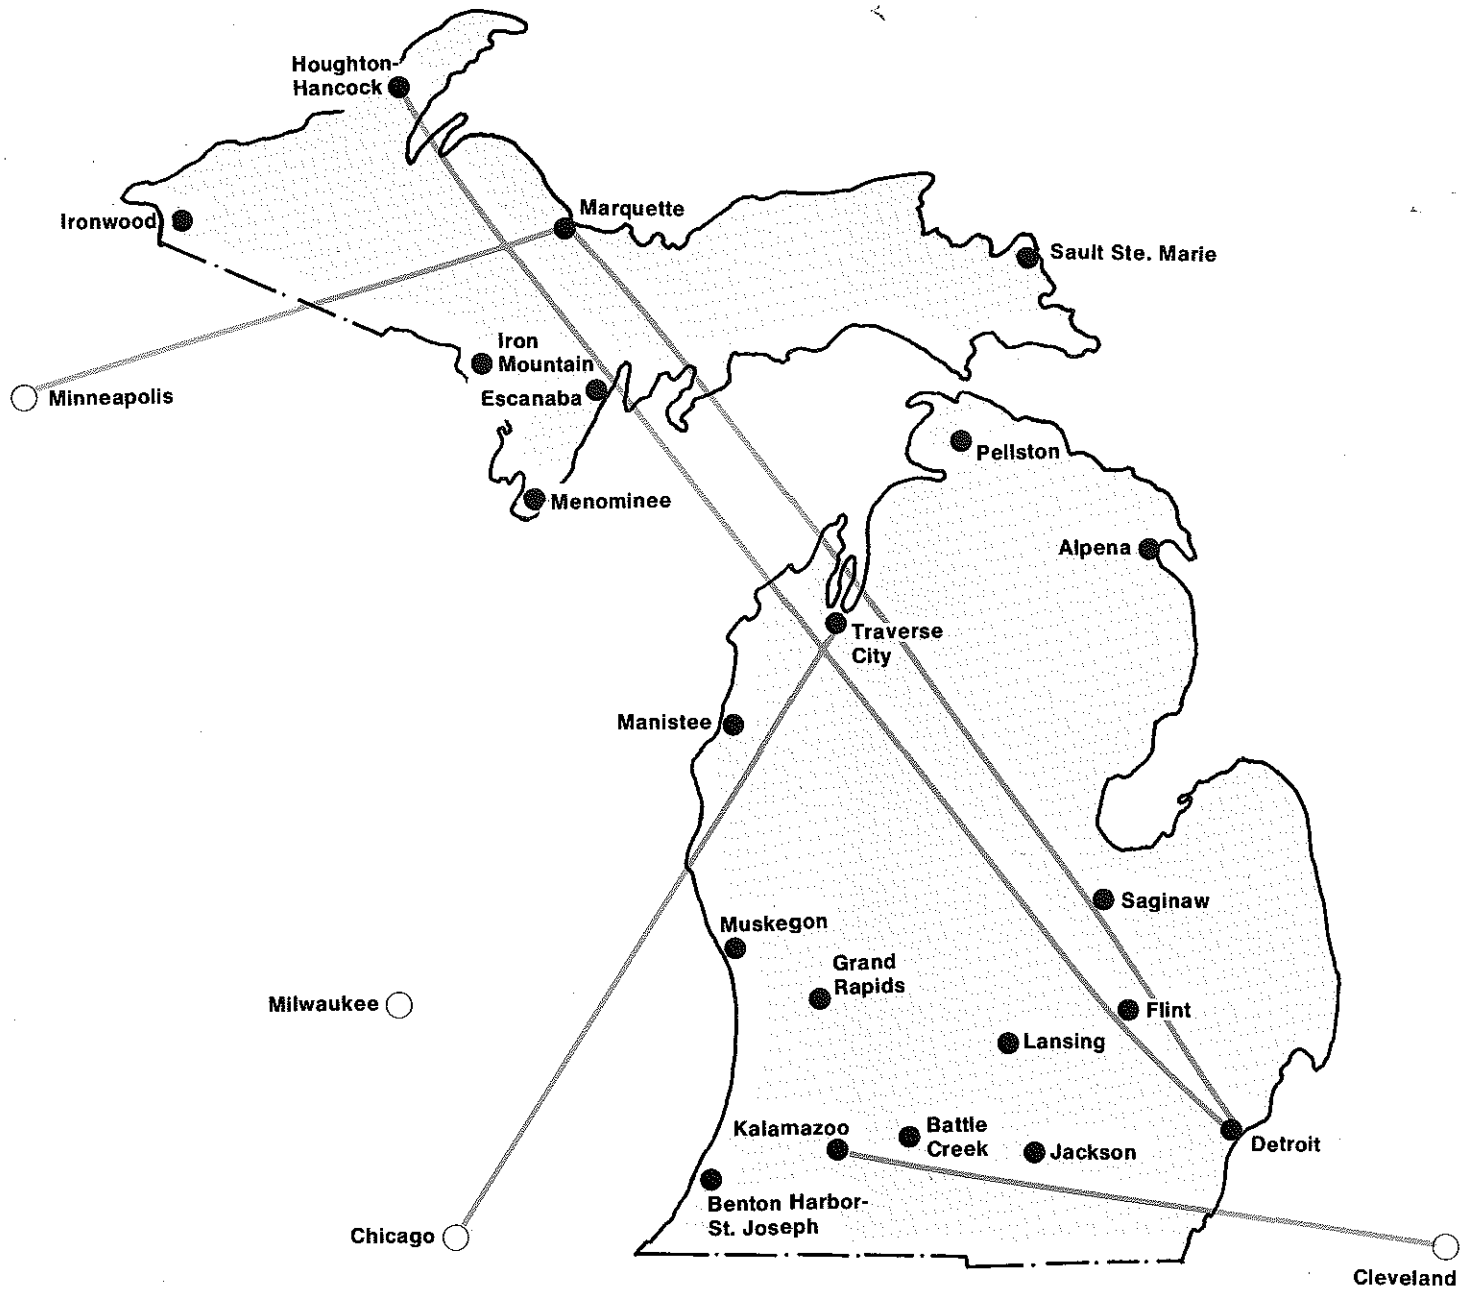 Houghton-
Hancock
Ironwood
Marquette
Sault Ste. Marie
Iron
Mountain
Escanaba
Minneapolis
Pellston
Menominee
Alpena
Traverse
City
Manistee
Saginaw
Muskegon
Grand
Rapids
Milwaukee
Flint
Lansing
Kalamazoo
Battle
Creek
Jackson
Detroit
Benton Harbor-
St. Joseph
Chicago
Cleveland